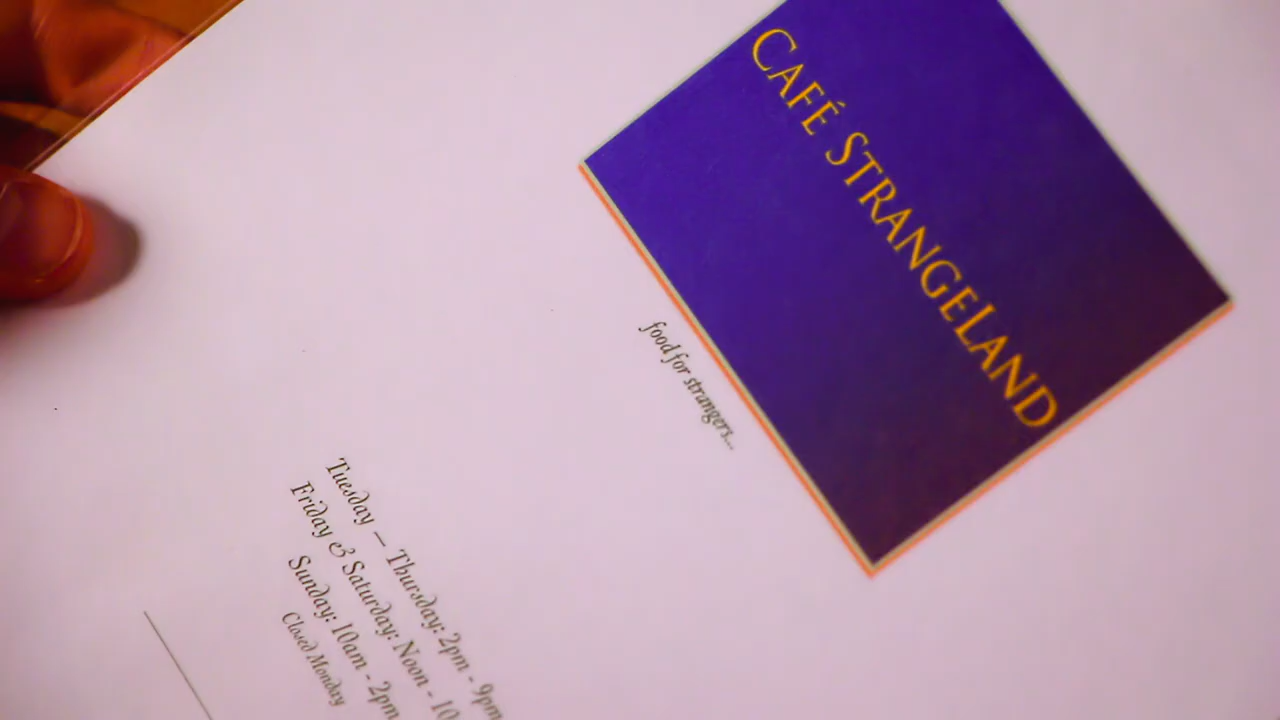 CAFÉ STRANGELAND
food for strangers...
Tuesday — Thursday: 2pm - 9pm
Friday & Saturday: Noon - 10
Sunday: 10am - 2pm
Closed Monday